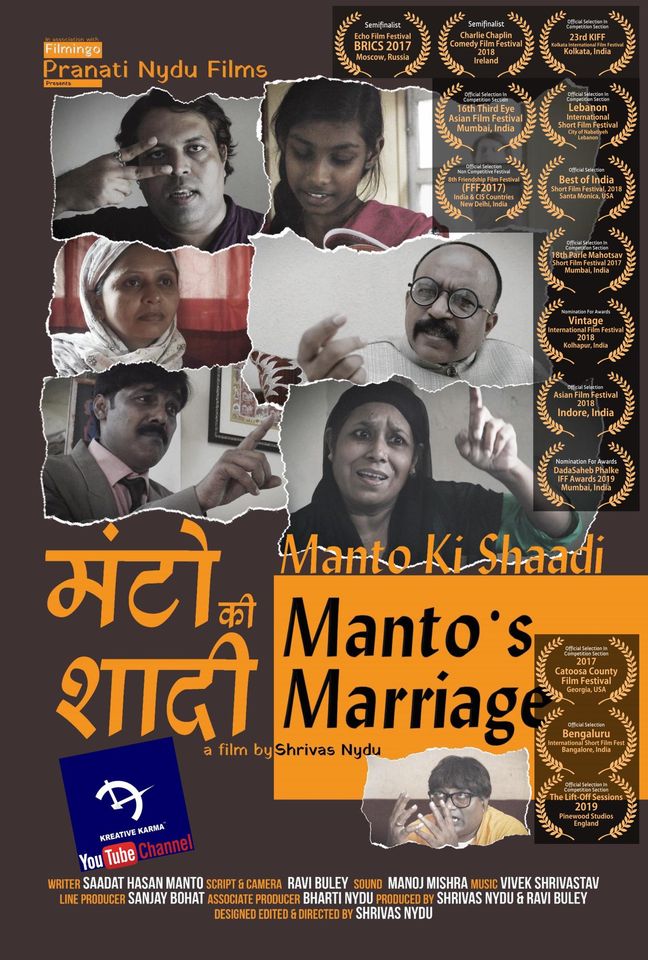 In association with
Filmingo
Pranati Nydu Films
Presents
Semifinalist
Echo Film Festival
BRICS 2017
Moscow, Russia
Semifinalist
Charlie Chaplin
Comedy Film Festival
2018
Ireland
Official Selection In
Competition Section
23rd KIFF
Kolkata International Film Festival
Kolkata, India
Official Selection In
Competition Section
16th Third Eye
Asian Film Festival
Mumbai, India
Official Selection In
Competition Section
Lebanon
International
Short Film Festival
City of Nabatiyeh
Lebanon
Official Selection
Non Competitive Festival
8th Friendship Film Festival
(FFF2017)
India & CIS Countries
New Delhi, India
Official Selection
Best of India
Short Film Festival, 2018
Santa Monica, USA
Official Selection In
Competition Section
18th Parle Mahotsav
Short Film Festival 2017
Mumbai, India
Nomination For Awards
Vintage
International Film Festival
2018
Kolhapur, India
Official Selection
Asian Film Festival
2018
Indore, India
Nomination For Awards
DadaSaheb Phalke
IFF Awards 2019
Mumbai, India
मंटो की
शादी
Manto Ki Shaadi
Manto's
Marriage
a film by Shrivas Nydu
Official Selection In
Competition Section
2017
Catoosa County
Film Festival
Georgia, USA
Official Selection
Bengaluru
International Short Film Fest
Bangalore, India
Official Selection In
Competition Section
The Lift-Off Sessions
2019
Pinewood Studios
England
KREATIVE KARMA
YouTube Channel
WRITER SAADAT HASAN MANTO SCRIPT & CAMERA RAVI BULEY SOUND MANOJ MISHRA MUSIC VIVEK SHRIVASTAV
LINE PRODUCER SANJAY BOHAT ASSOCIATE PRODUCER BHARTI NYDU PRODUCED BY SHRIVAS NYDU & RAVI BULEY
DESIGNED EDITED & DIRECTED BY SHRIVAS NYDU